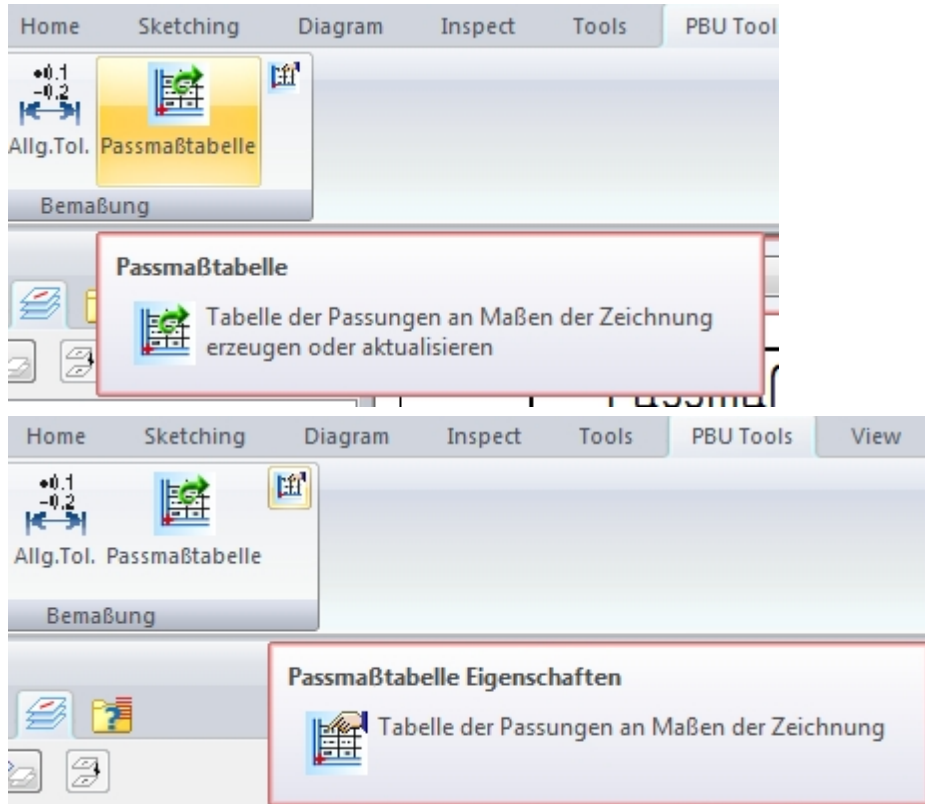 Home Sketching Diagram Inspect Tools PBU Tool
+0.1
-0.2
Allg.Tol. Passmaßtabelle
Bemaßung
Passmaßtabelle
Tabelle der Passungen an Maßen der Zeichnung
erzeugen oder aktualisieren
Home Sketching Diagram Inspect Tools PBU Tools View
+0.1
-0.2
Allg.Tol. Passmaßtabelle
Bemaßung
Passmaßtabelle Eigenschaften
Tabelle der Passungen an Maßen der Zeichnung